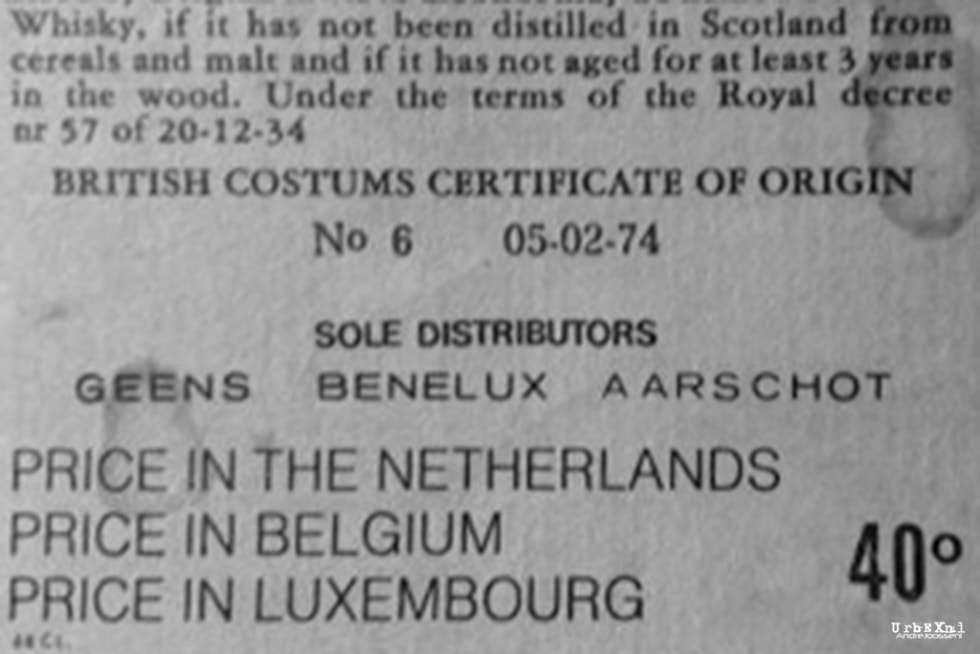 Whisky, if it has not been distilled in Scotland from
cereals and malt and if it has not aged for at least 3 years
in the wood. Under the terms of the Royal decree
nr 57 of 20-12-34
BRITISH COSTUMS CERTIFICATE OF ORIGIN
No 6 05-02-74
SOLE DISTRIBUTORS
GEENS BENELUX AARSCHOT
PRICE IN THE NETHERLANDS
PRICE IN BELGIUM
PRICE IN LUXEMBOURG
40°
UrbEXnl